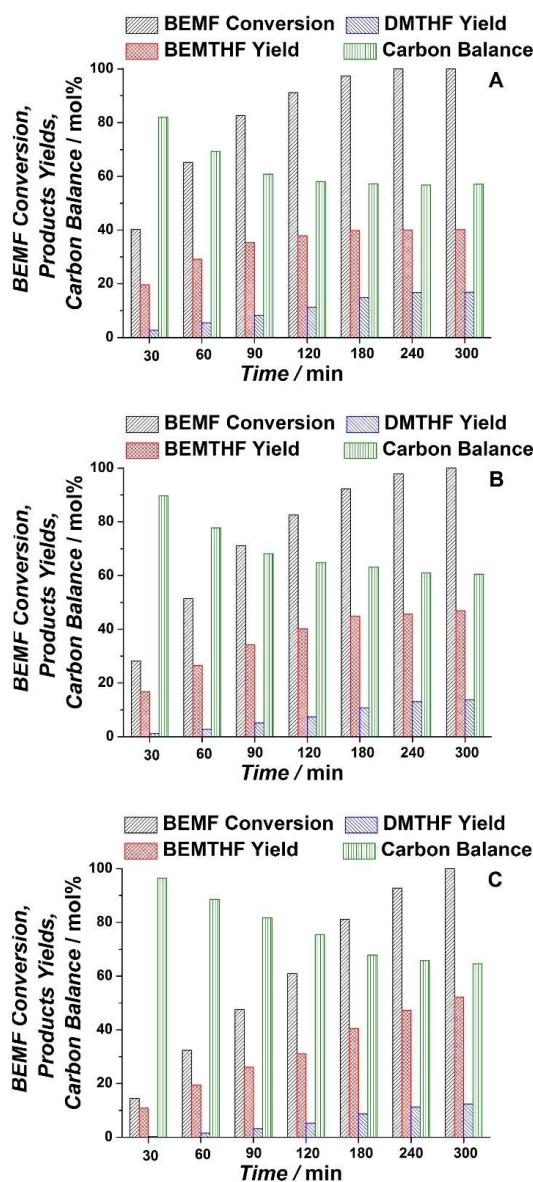 BEMF Conversion DMTHF Yield
BEMTHF Yield Carbon Balance
A
BEMF Conversion,
Products Yields,
Carbon Balance / mol%
100
80
60
40
20
0
30 60 90 120 180 240 300
Time / min
BEMF Conversion DMTHF Yield
BEMTHF Yield Carbon Balance
B
BEMF Conversion,
Products Yields,
Carbon Balance / mol%
100
80
60
40
20
0
30 60 90 120 180 240 300
Time / min
BEMF Conversion DMTHF Yield
BEMTHF Yield Carbon Balance
C
BEMF Conversion,
Products Yields,
Carbon Balance / mol%
100
80
60
40
20
0
30 60 90 120 180 240 300
Time / min